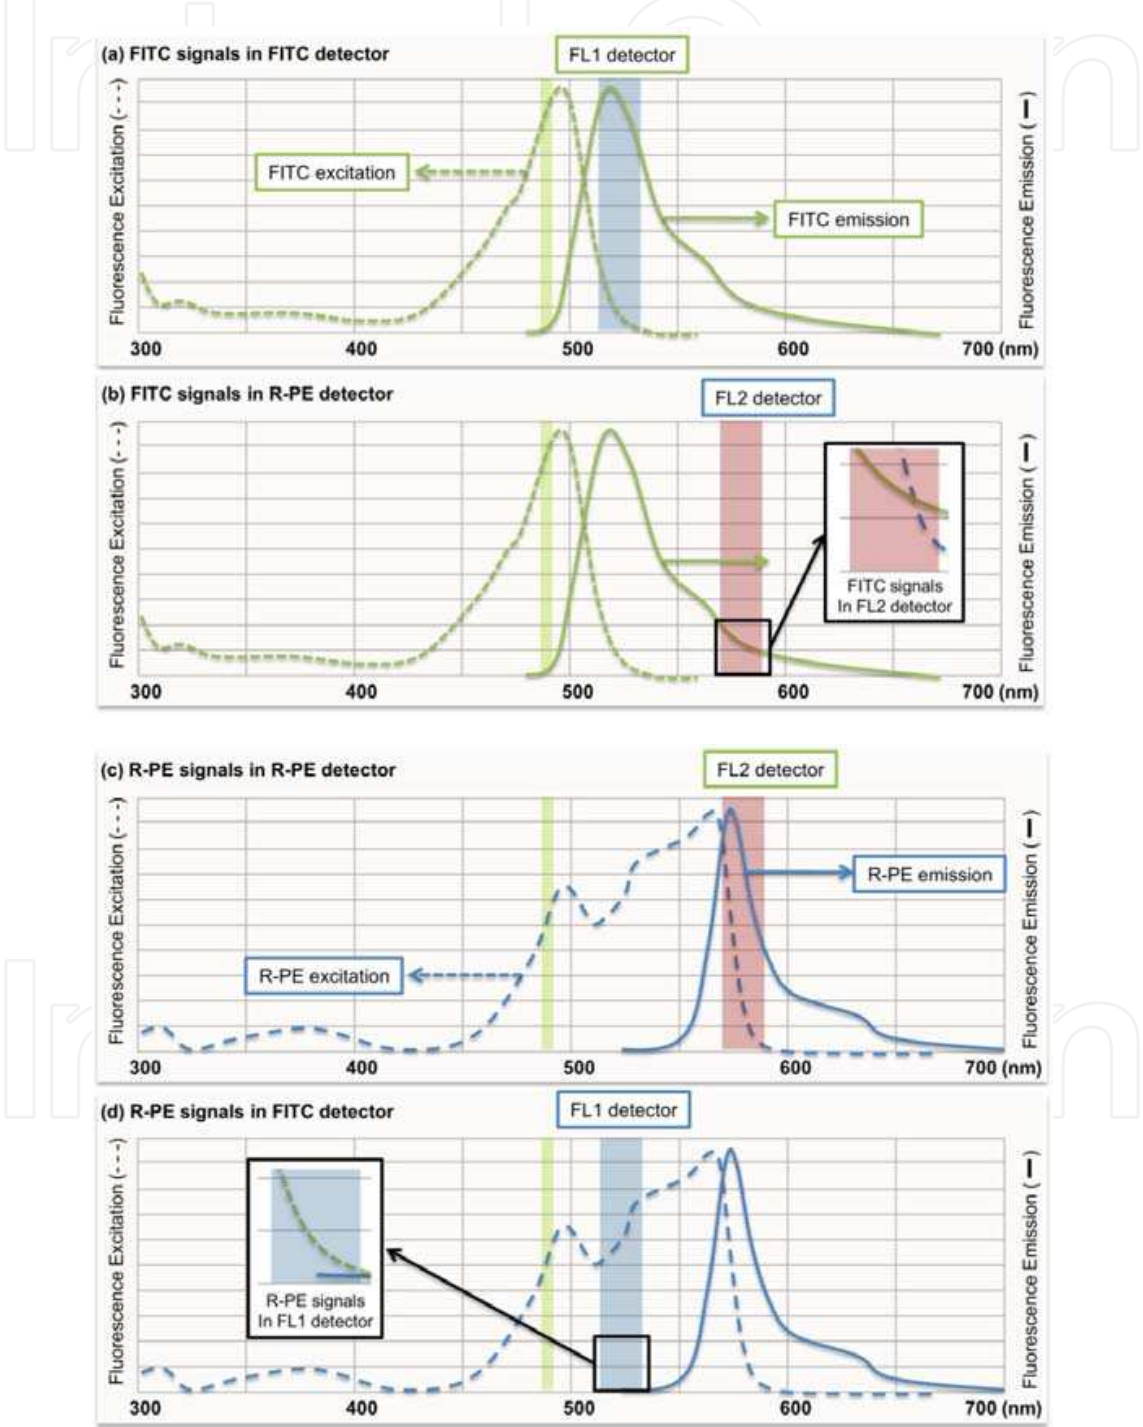 (a) FITC signals in FITC detector
FL1 detector
Fluorescence Excitation (- - -)
FITC excitation
FITC emission
Fluorescence Emission (—)
300 400 500 600 700 (nm)
(b) FITC signals in R-PE detector
FL2 detector
Fluorescence Excitation (- - -)
FITC signals
In FL2 detector
Fluorescence Emission (—)
300 400 500 600 700 (nm)
(c) R-PE signals in R-PE detector
FL2 detector
Fluorescence Excitation (- - -)
R-PE emission
R-PE excitation
Fluorescence Emission (—)
300 400 500 600 700 (nm)
(d) R-PE signals in FITC detector
FL1 detector
Fluorescence Excitation (- - -)
R-PE signals
In FL1 detector
Fluorescence Emission (—)
300 400 500 600 700 (nm)